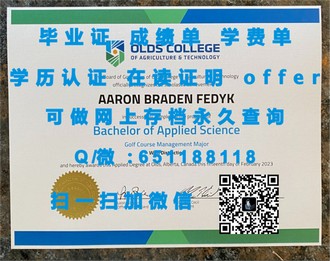 毕业证 成绩单 学费单
OLDS COLLEGE
OF AGRICULTURE & TECHNOLOGY
学历认证 在读证明 offer
AARON BRADEN FEDYK
可做网上存档永久查询
Bachelor of Applied Science
Golf Course Management Major
Q/微:651188118
扫一扫加微信